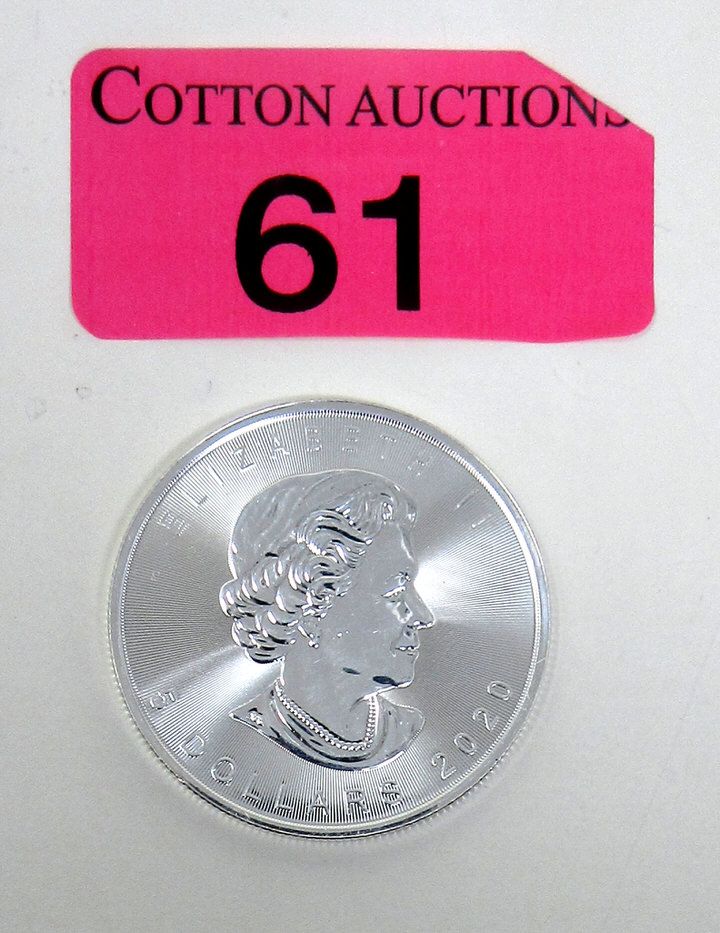 COTTON AUCTIONS
61
ELIZABETH II
5 DOLLARS 2020